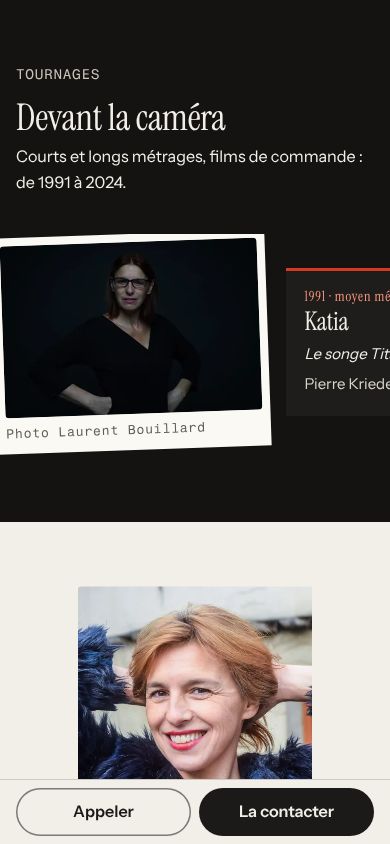 TOURNAGES
Devant la caméra
Courts et longs métrages, films de commande :
de 1991 à 2024.
1991 · moyen mé
Katia
Le songe Tit
Pierre Kriede
Photo Laurent Bouillard
Appeler
La contacter